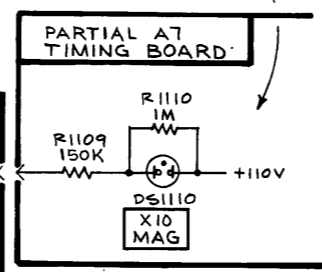 PARTIAL A7
TIMING BOARD
R1110
1M
R1109
150K
+110V
DS1110
X10
MAG